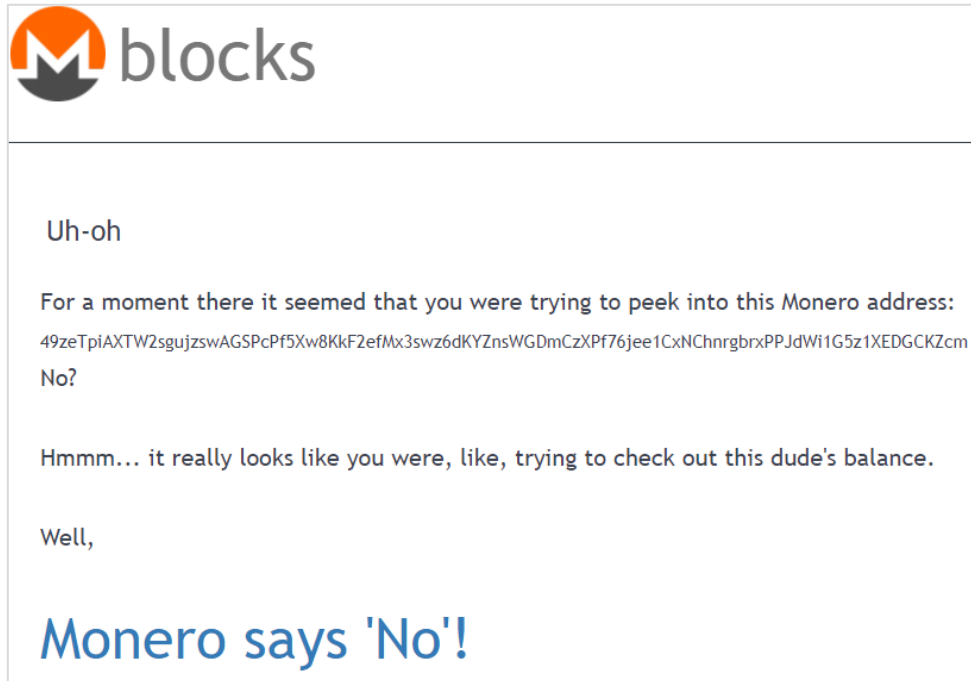 blocks
Uh-oh
For a moment there it seemed that you were trying to peek into this Monero address:
49zeTpiAXTW2sgujzswAGSPcPf5Xw8KkF2efMx3swz6dKYZnsWGDmCzXPf76jee1CxNChnrgbrxPPJdWi1G5z1XEDGCKZcm
No?
Hmmm... it really looks like you were, like, trying to check out this dude's balance.
Well,
Monero says 'No'!